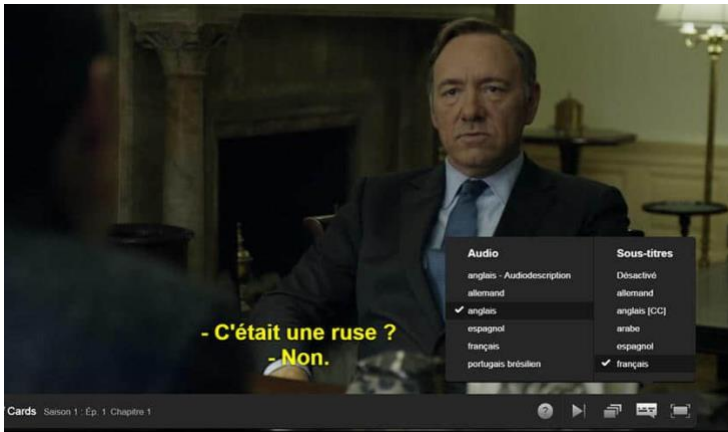 - C'était une ruse ?
- Non.
Audio
anglais - Audiodescription
allemand
anglais
espagnol
français
portugais brésilien
Sous-titres
Désactivé
allemand
anglais [CC]
arabe
espagnol
français
Cards Saison 1 : Ép. 1 Chapitre 1
?